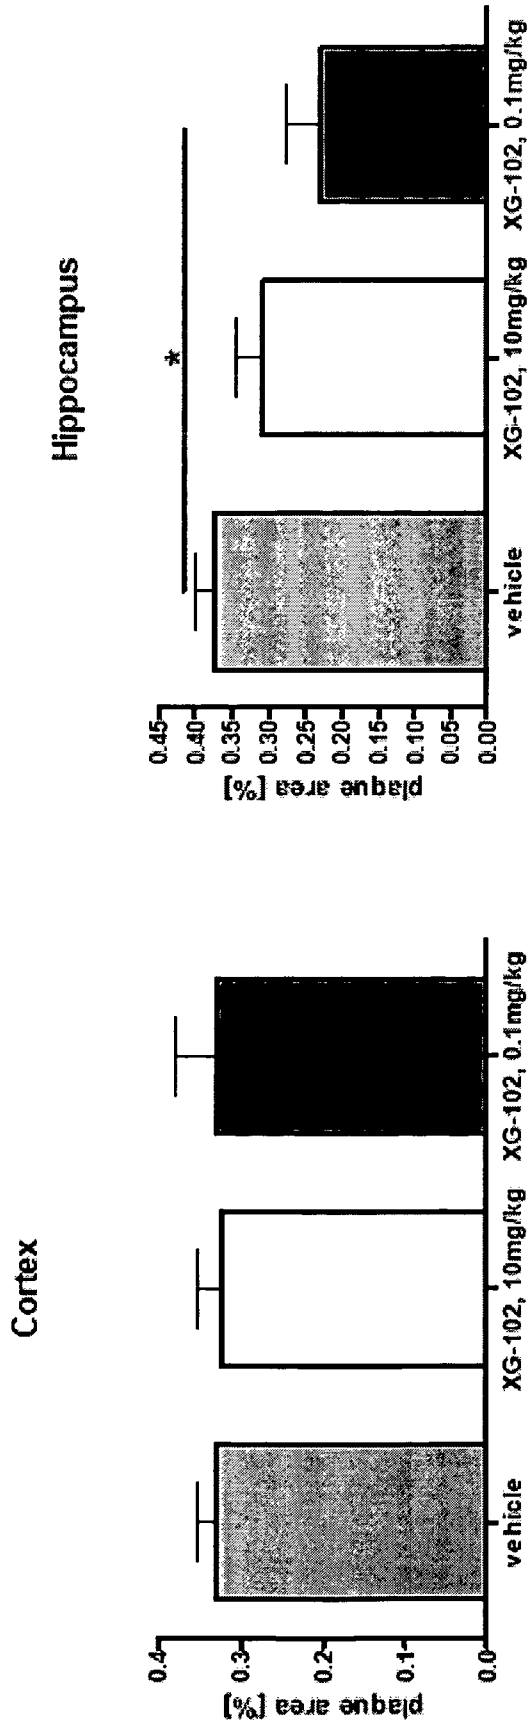 Cortex
plaque area [%]
0.4
0.3
0.2
0.1
0.0
vehicle
XG-102, 10mg/kg
XG-102, 0.1mg/kg
Hippocampus
*
plaque area [%]
0.45
0.40
0.35
0.30
0.25
0.20
0.15
0.10
0.05
0.00
vehicle
XG-102, 10mg/kg
XG-102, 0.1mg/kg